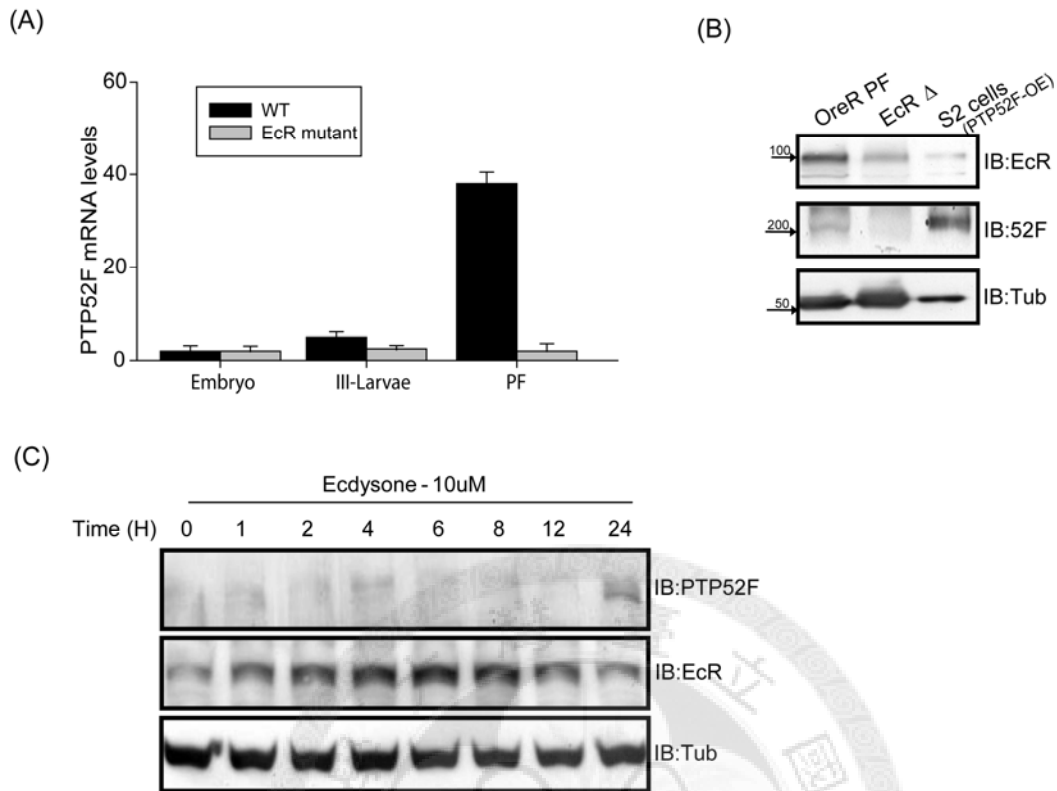 (A)
60
40
20
0
PTP52F mRNA levels
WT
EcR mutant
Embryo III-Larvae PF
(B)
OreR PF EcR Δ S2 cells (PTP52F-OE)
100 IB:EcR
200 IB:52F
50 IB:Tub
(C)
Ecdysone - 10uM
Time (H) 0 1 2 4 6 8 12 24
IB:PTP52F
IB:EcR
IB:Tub
立